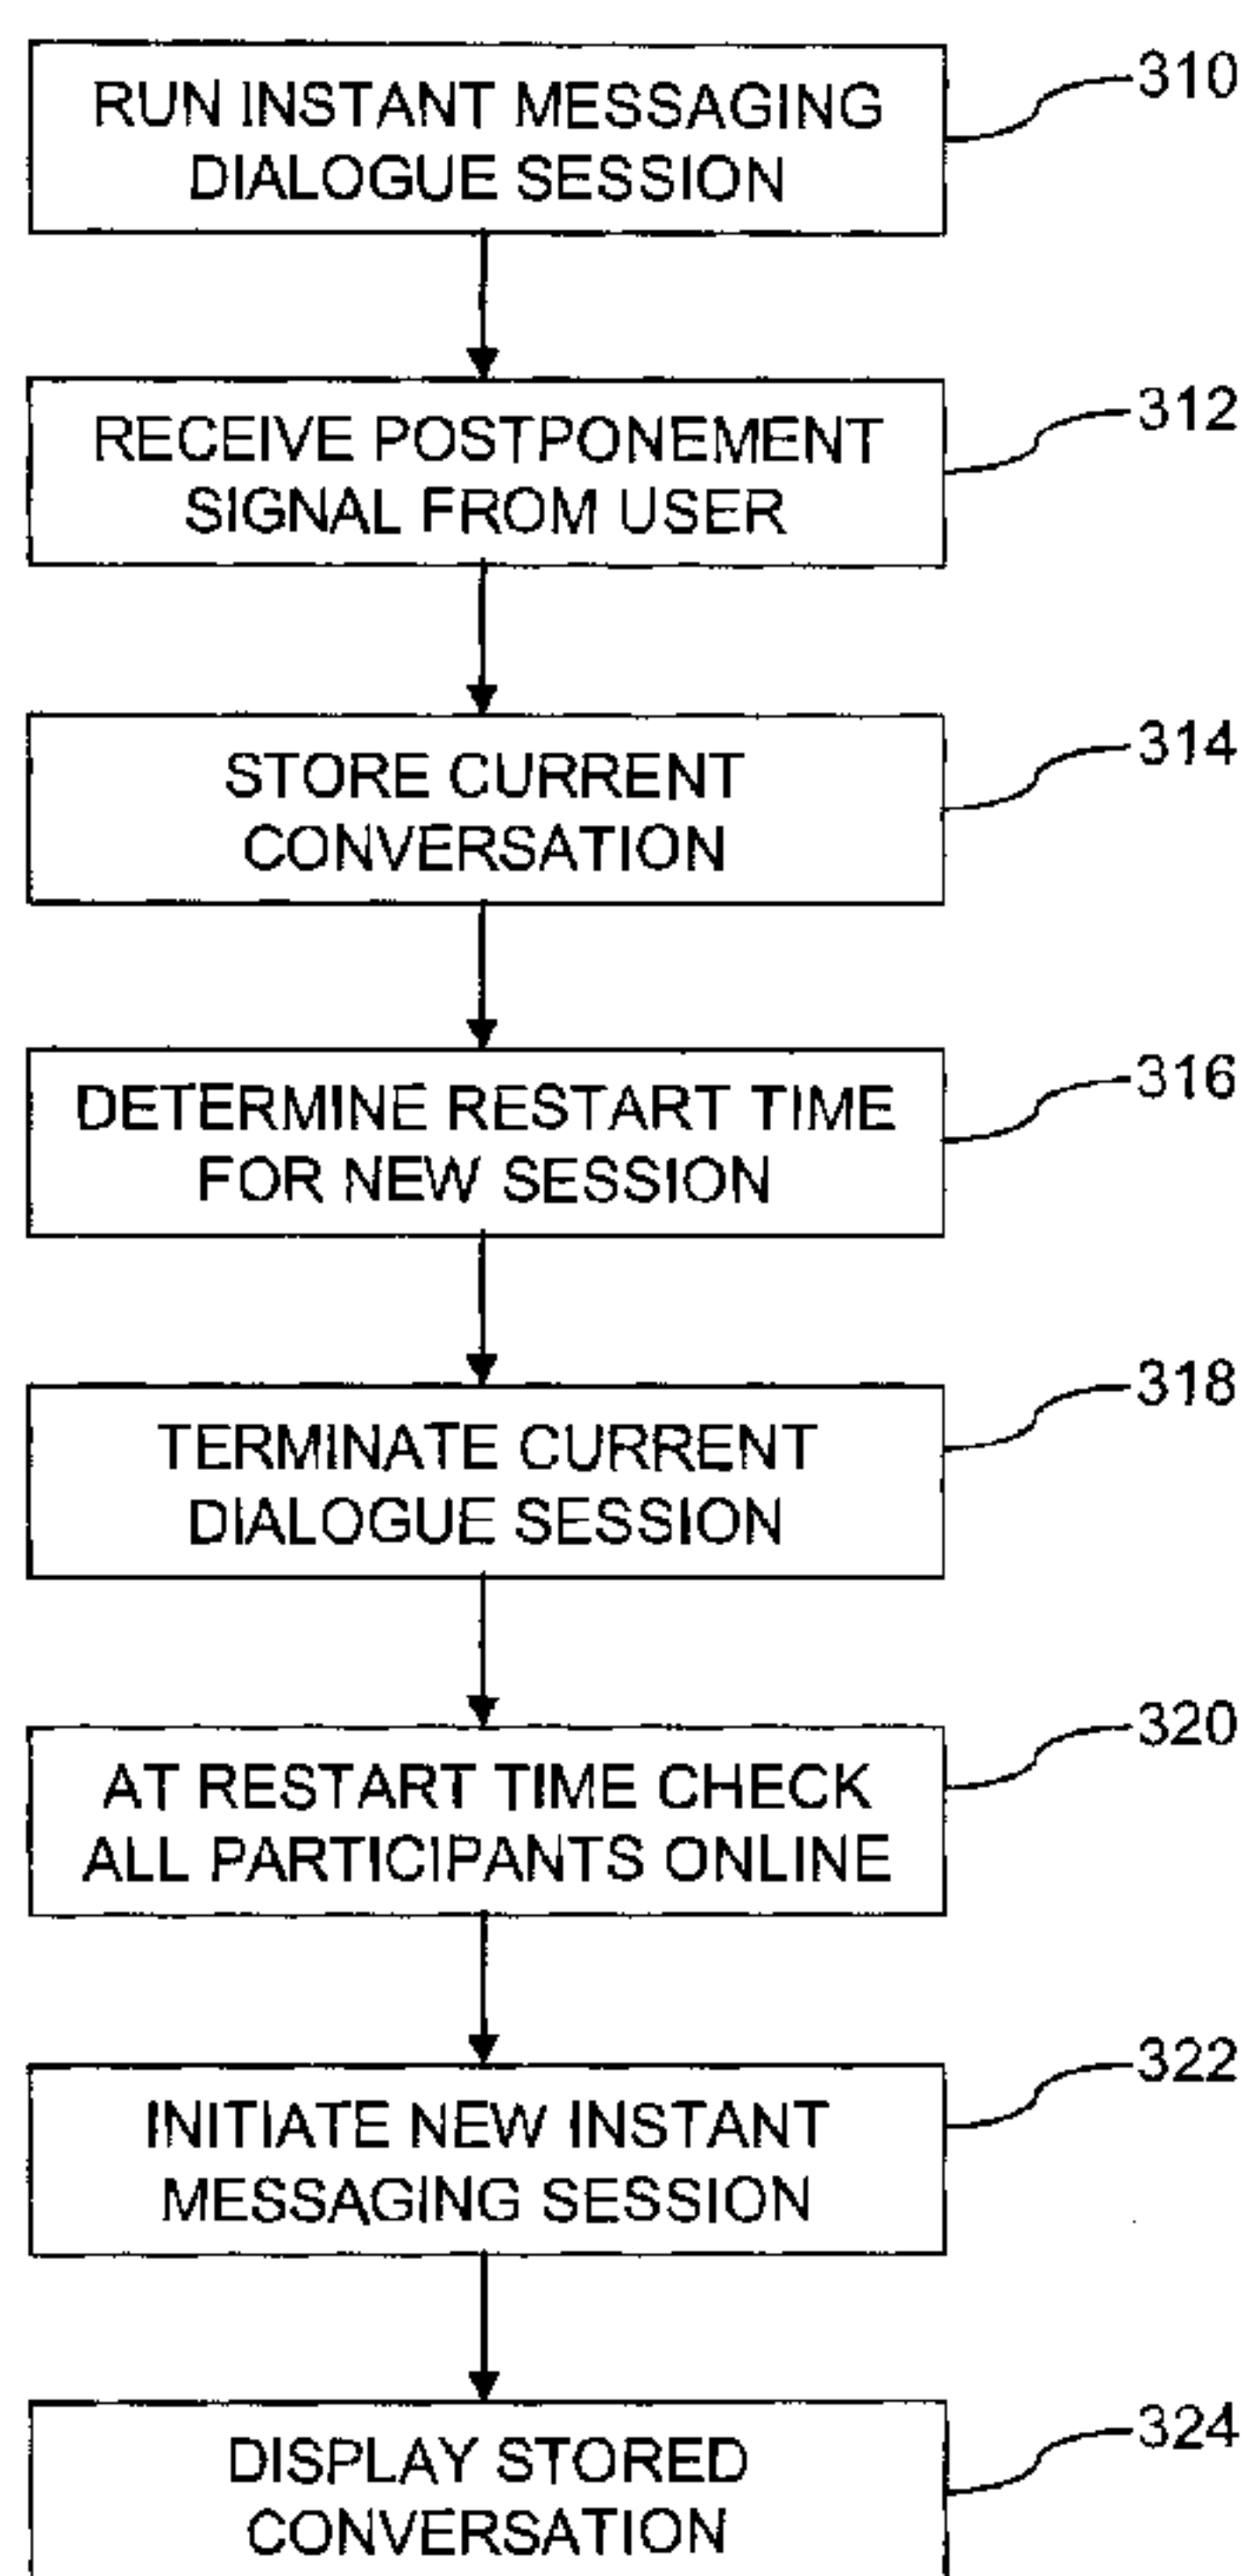 RUN INSTANT MESSAGING
DIALOGUE SESSION
310
RECEIVE POSTPONEMENT
SIGNAL FROM USER
312
STORE CURRENT
CONVERSATION
314
DETERMINE RESTART TIME
FOR NEW SESSION
316
TERMINATE CURRENT
DIALOGUE SESSION
318
AT RESTART TIME CHECK
ALL PARTICIPANTS ONLINE
320
INITIATE NEW INSTANT
MESSAGING SESSION
322
DISPLAY STORED
CONVERSATION
324